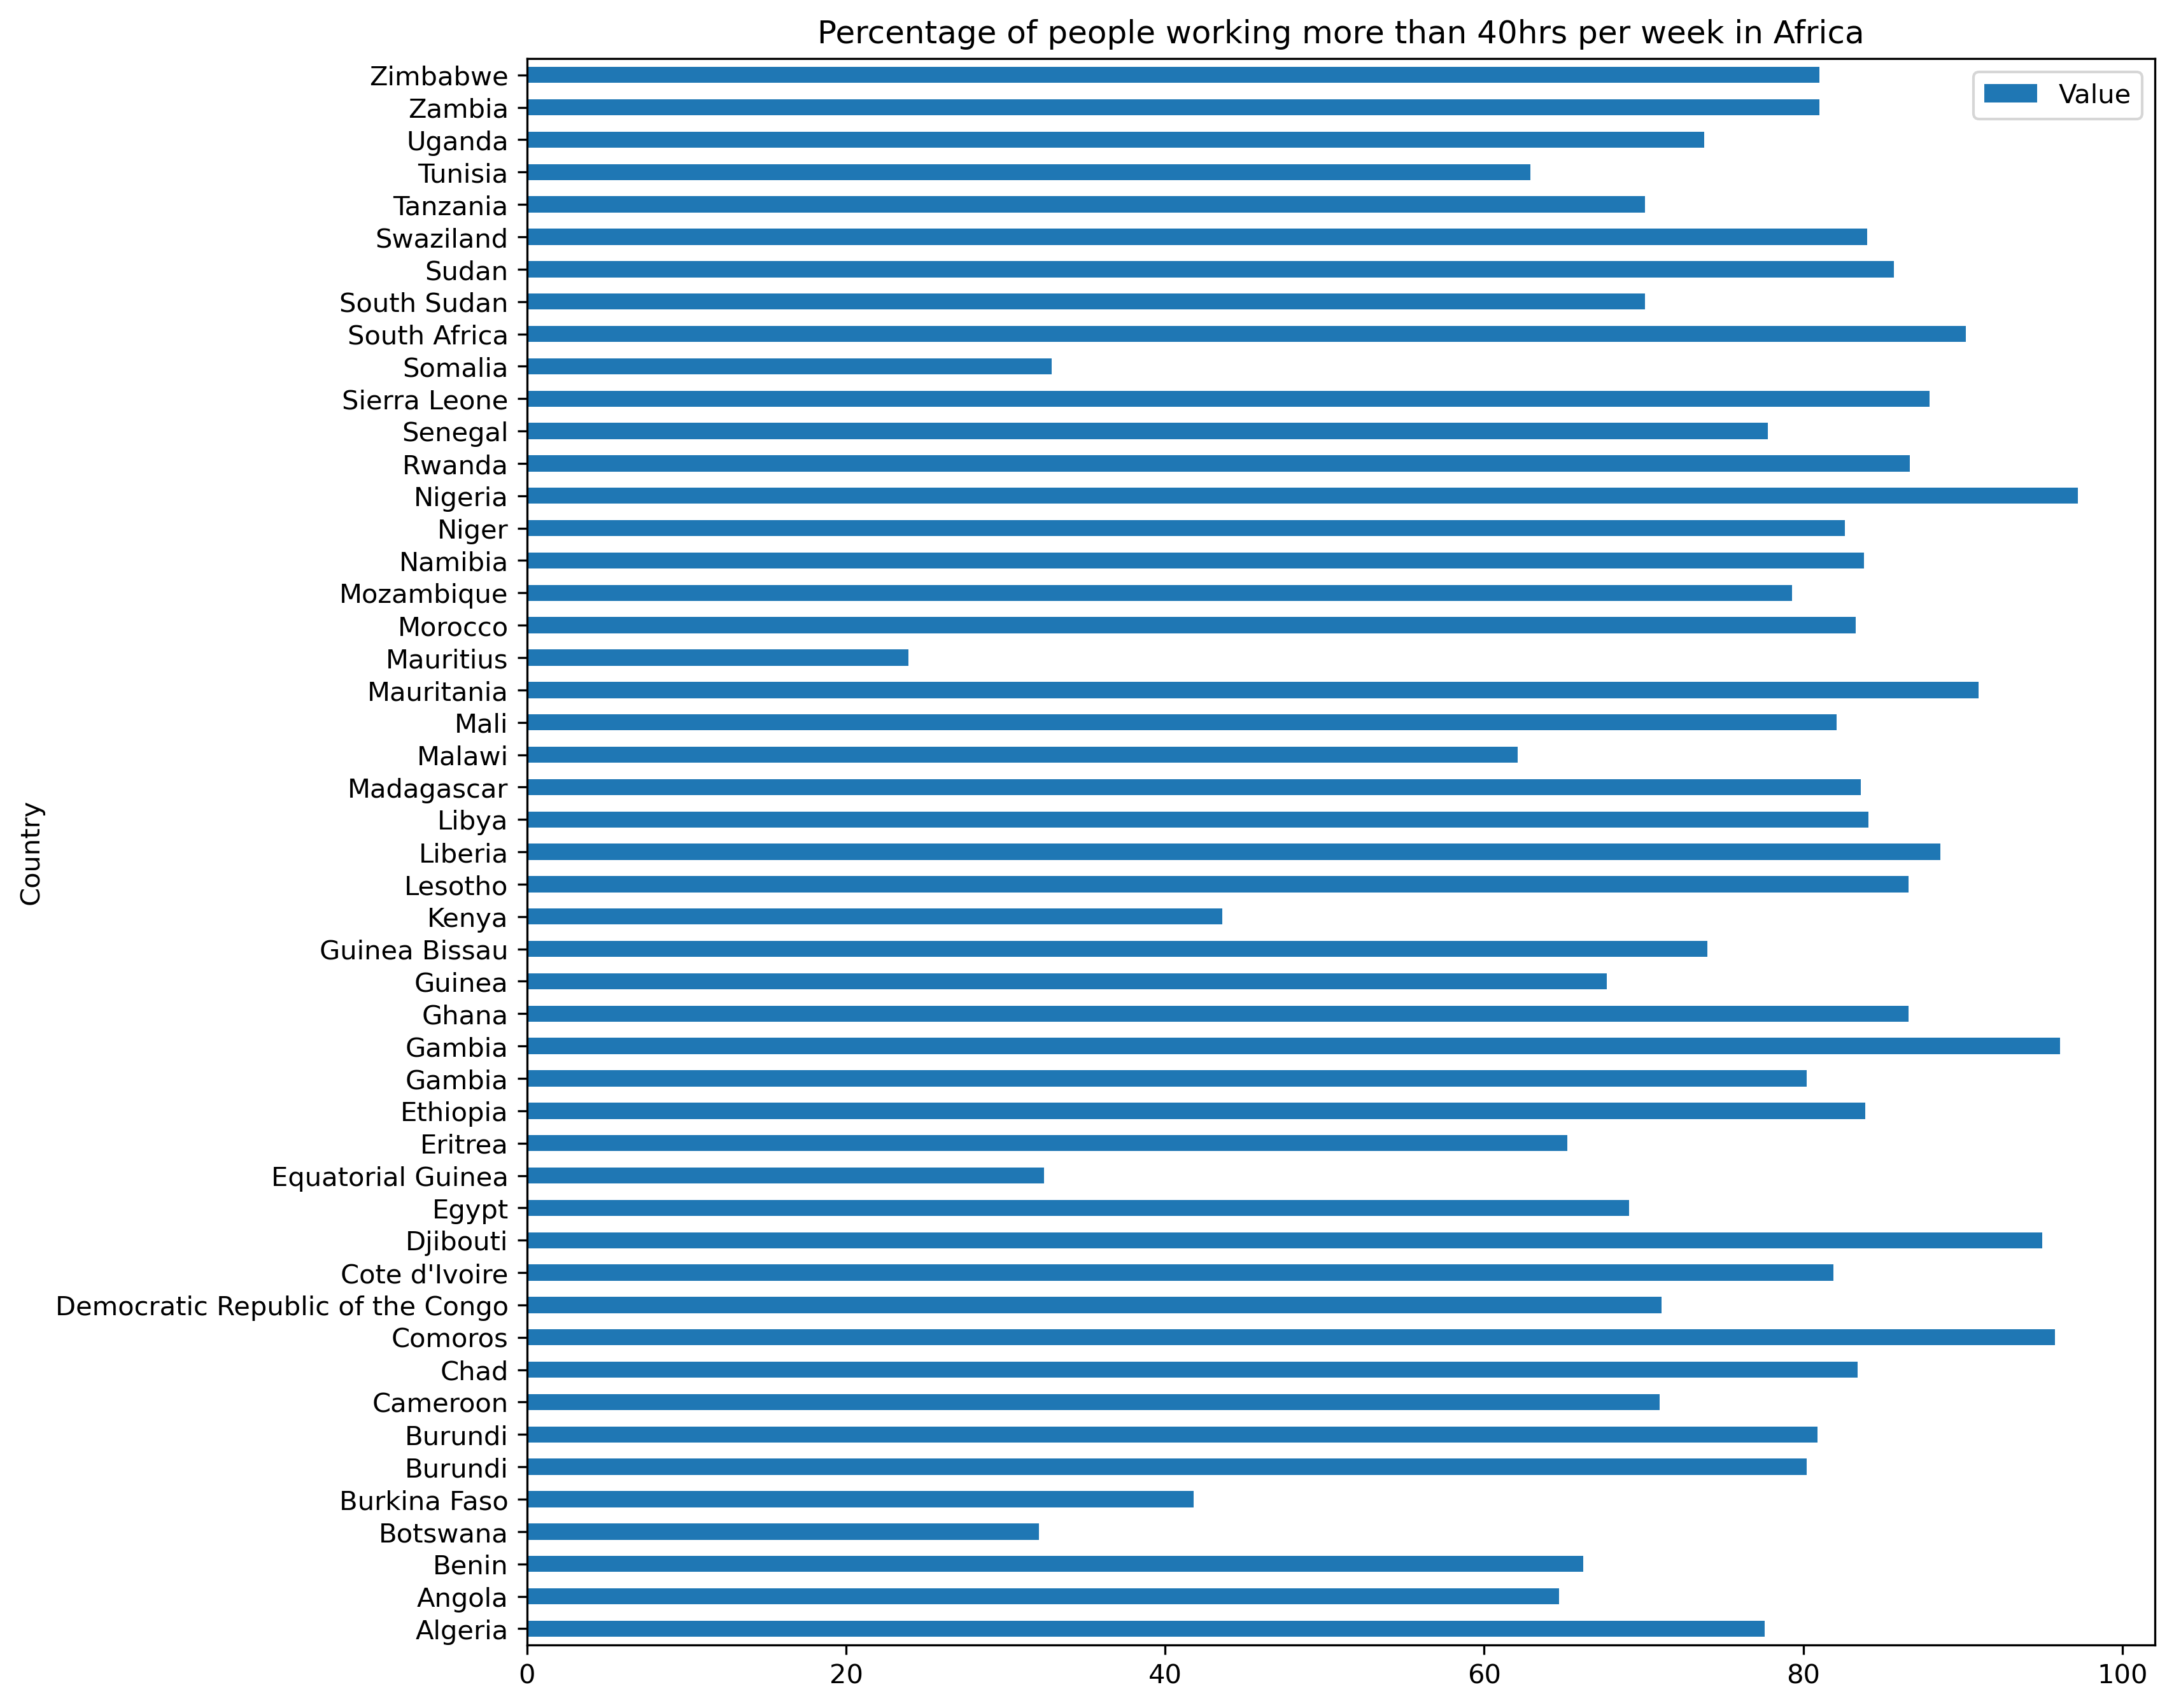 Percentage of people working more than 40hrs per week in Africa
Value
Country
Zimbabwe
Zambia
Uganda
Tunisia
Tanzania
Swaziland
Sudan
South Sudan
South Africa
Somalia
Sierra Leone
Senegal
Rwanda
Nigeria
Niger
Namibia
Mozambique
Morocco
Mauritius
Mauritania
Mali
Malawi
Madagascar
Libya
Liberia
Lesotho
Kenya
Guinea Bissau
Guinea
Ghana
Gambia
Gambia
Ethiopia
Eritrea
Equatorial Guinea
Egypt
Djibouti
Cote d'Ivoire
Democratic Republic of the Congo
Comoros
Chad
Cameroon
Burundi
Burundi
Burkina Faso
Botswana
Benin
Angola
Algeria
0 20 40 60 80 100